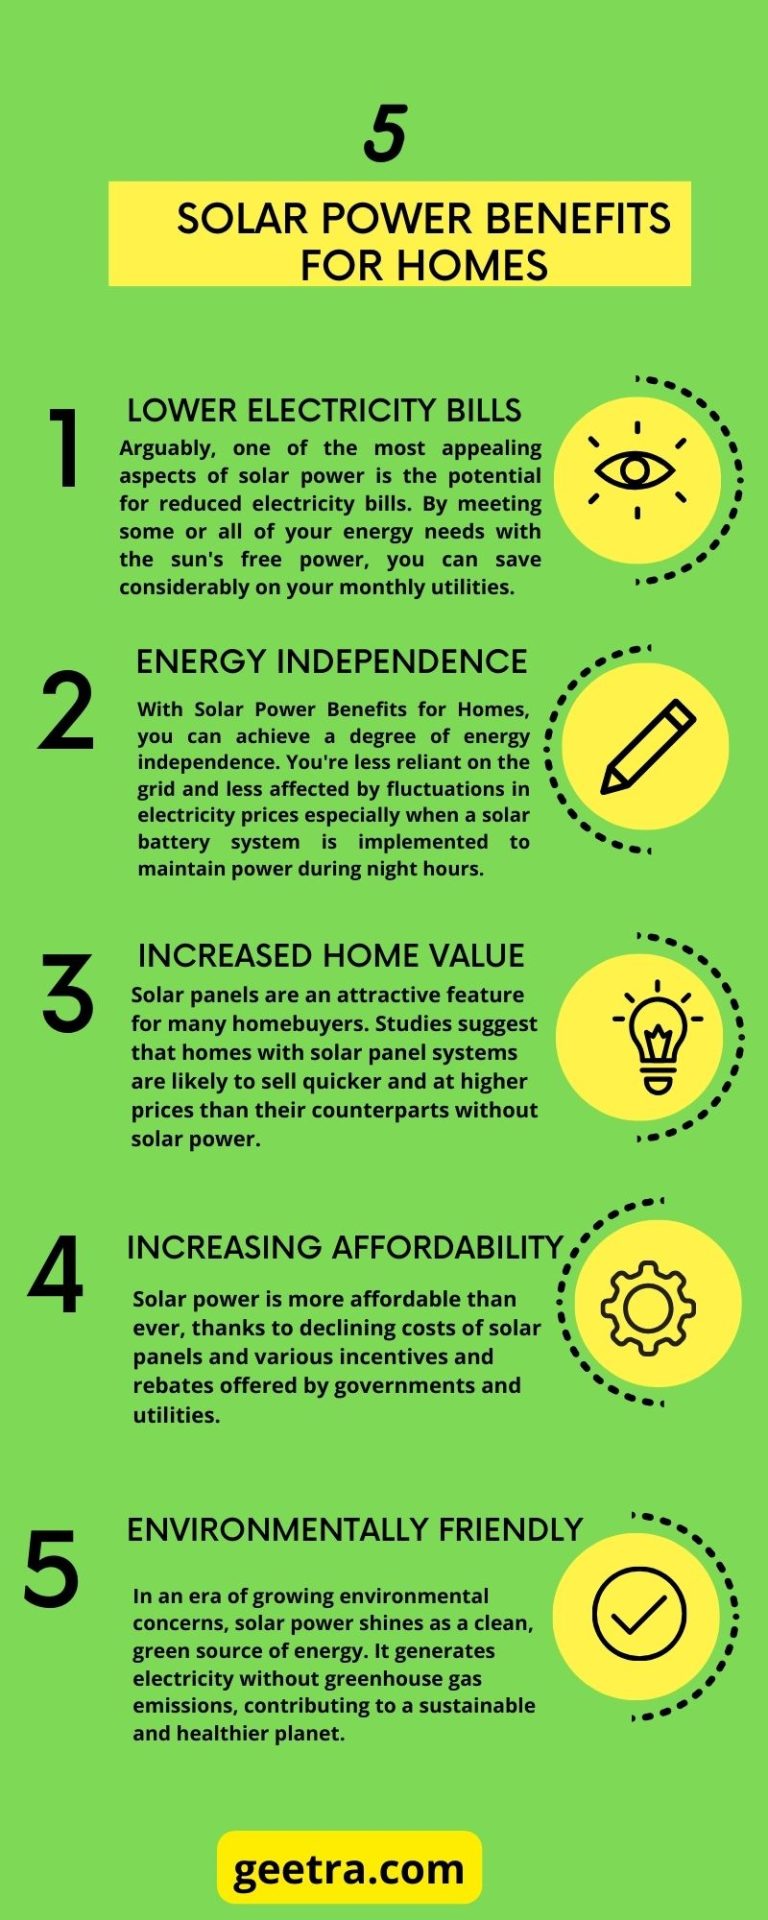 5
SOLAR POWER BENEFITS
FOR HOMES
1
LOWER ELECTRICITY BILLS
Arguably, one of the most appealing
aspects of solar power is the potential
for reduced electricity bills. By meeting
some or all of your energy needs with
the sun's free power, you can save
considerably on your monthly utilities.
2
ENERGY INDEPENDENCE
With Solar Power Benefits for Homes,
you can achieve a degree of energy
independence. You're less reliant on the
grid and less affected by fluctuations in
electricity prices especially when a solar
battery system is implemented to
maintain power during night hours.
3
INCREASED HOME VALUE
Solar panels are an attractive feature
for many homebuyers. Studies suggest
that homes with solar panel systems
are likely to sell quicker and at higher
prices than their counterparts without
solar power.
4
INCREASING AFFORDABILITY
Solar power is more affordable than
ever, thanks to declining costs of solar
panels and various incentives and
rebates offered by governments and
utilities.
5
ENVIRONMENTALLY FRIENDLY
In an era of growing environmental
concerns, solar power shines as a clean,
green source of energy. It generates
electricity without greenhouse gas
emissions, contributing to a sustainable
and healthier planet.
geetra.com